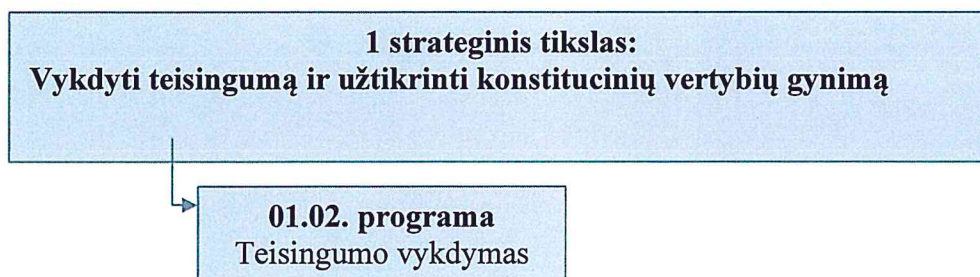 1 strateginis tikslas:
Vykdyti teisingumą ir užtikrinti konstitucinių vertybių gynimą
01.02. programa
Teisingumo vykdymas